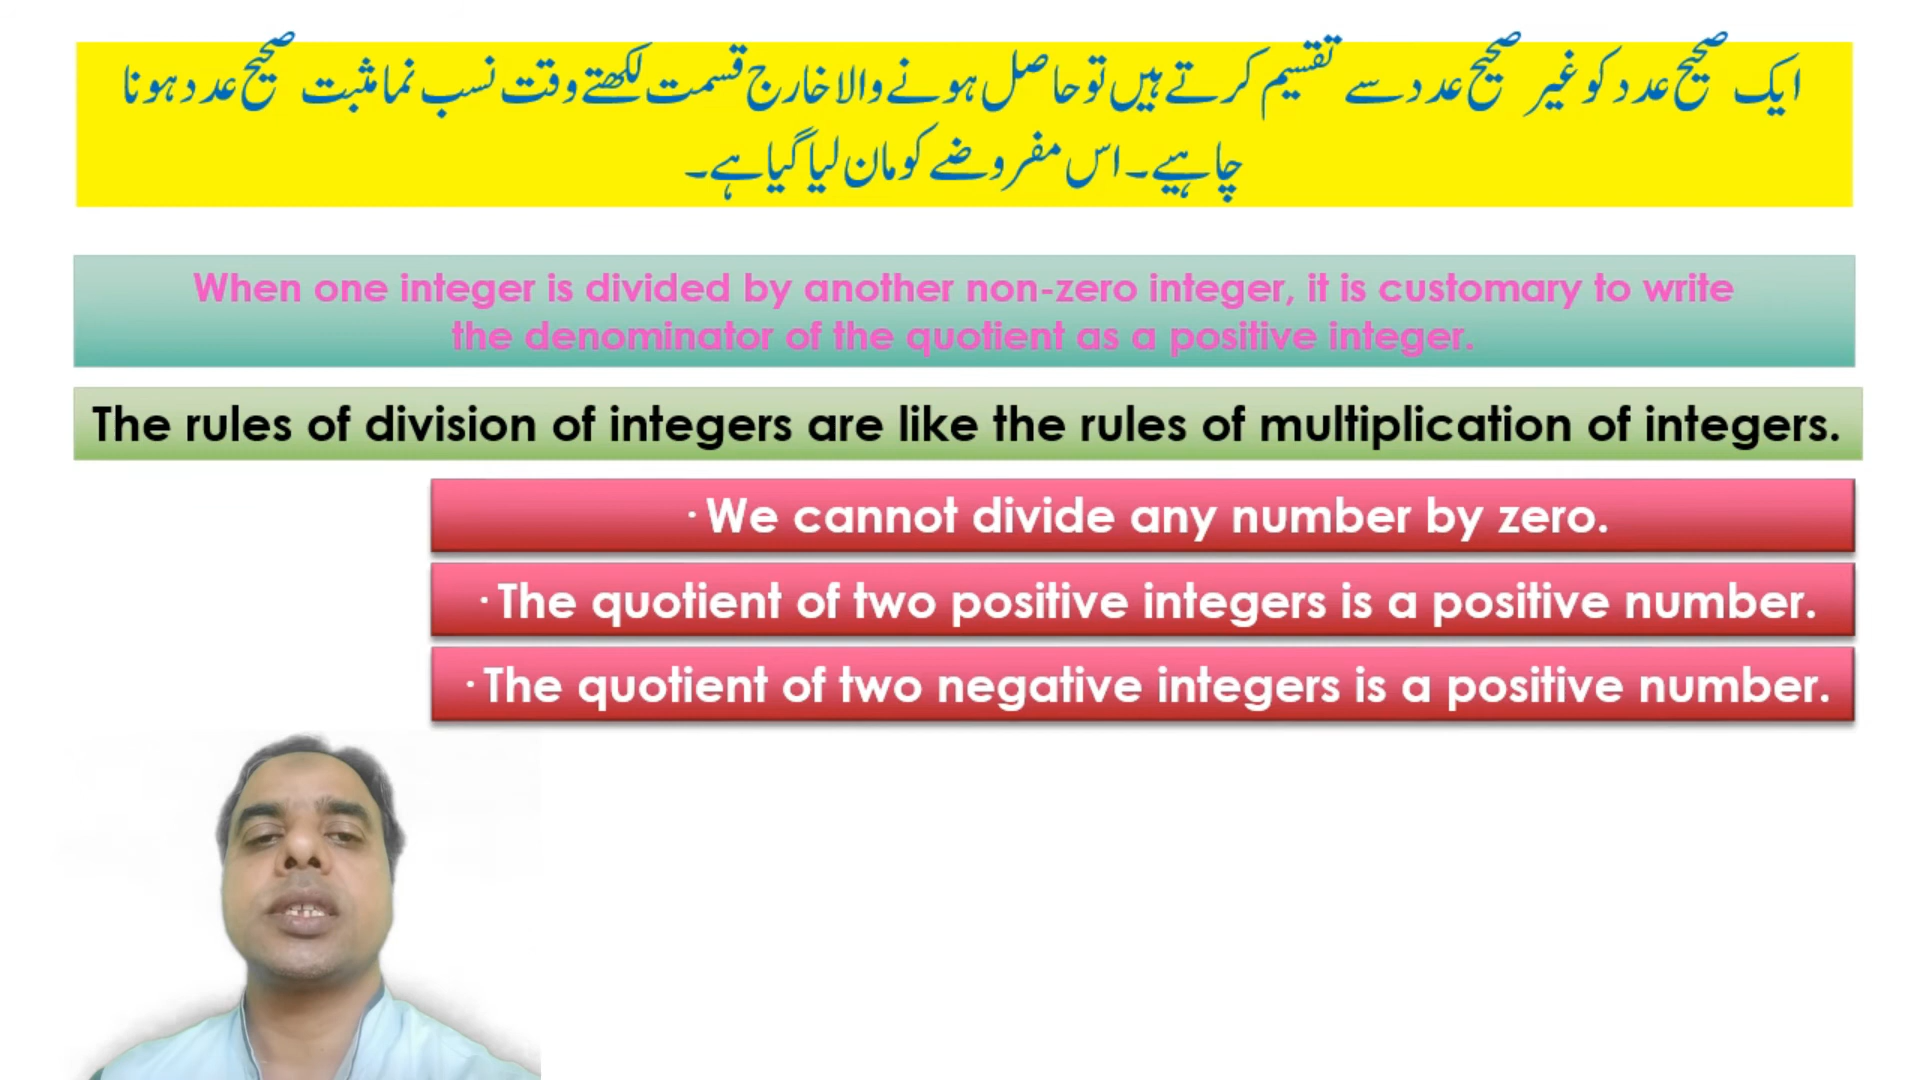 ایک صحیح عدد کو غیر صحیح عدد سے تقسیم کرتے ہیں تو حاصل ہونے والا خارج قسمت لکھتے وقت نسب نما مثبت صحیح عدد ہونا
چاہیے۔ اس مفروضے کو مان لیا گیا ہے۔
When one integer is divided by another non-zero integer, it is customary to write
the denominator of the quotient as a positive integer.
The rules of division of integers are like the rules of multiplication of integers.
· We cannot divide any number by zero.
· The quotient of two positive integers is a positive number.
· The quotient of two negative integers is a positive number.